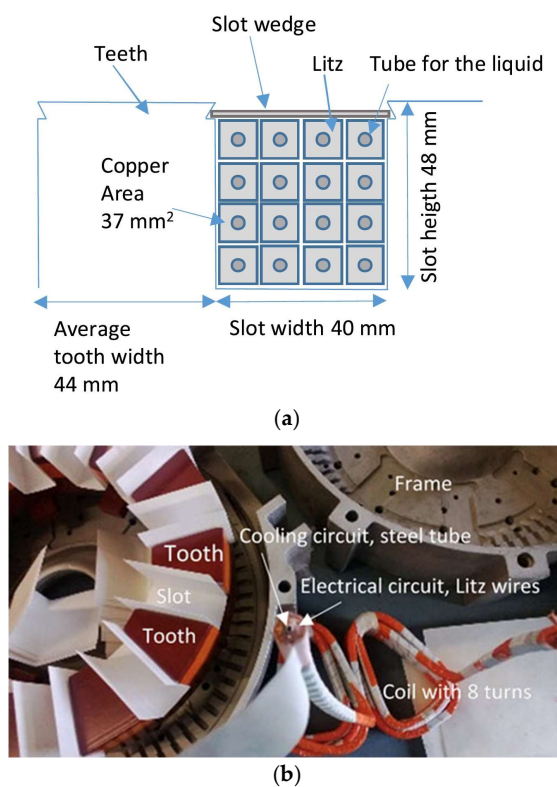 Slot wedge
Teeth
Litz
Tube for the liquid
Copper
Area
37 mm²
Slot heigth 48 mm
Average
tooth width
44 mm
Slot width 40 mm
(a)
Frame
Cooling circuit, steel tube
Tooth
Electrical circuit, Litz wires
Slot
Tooth
Coil with 8 turns
(b)